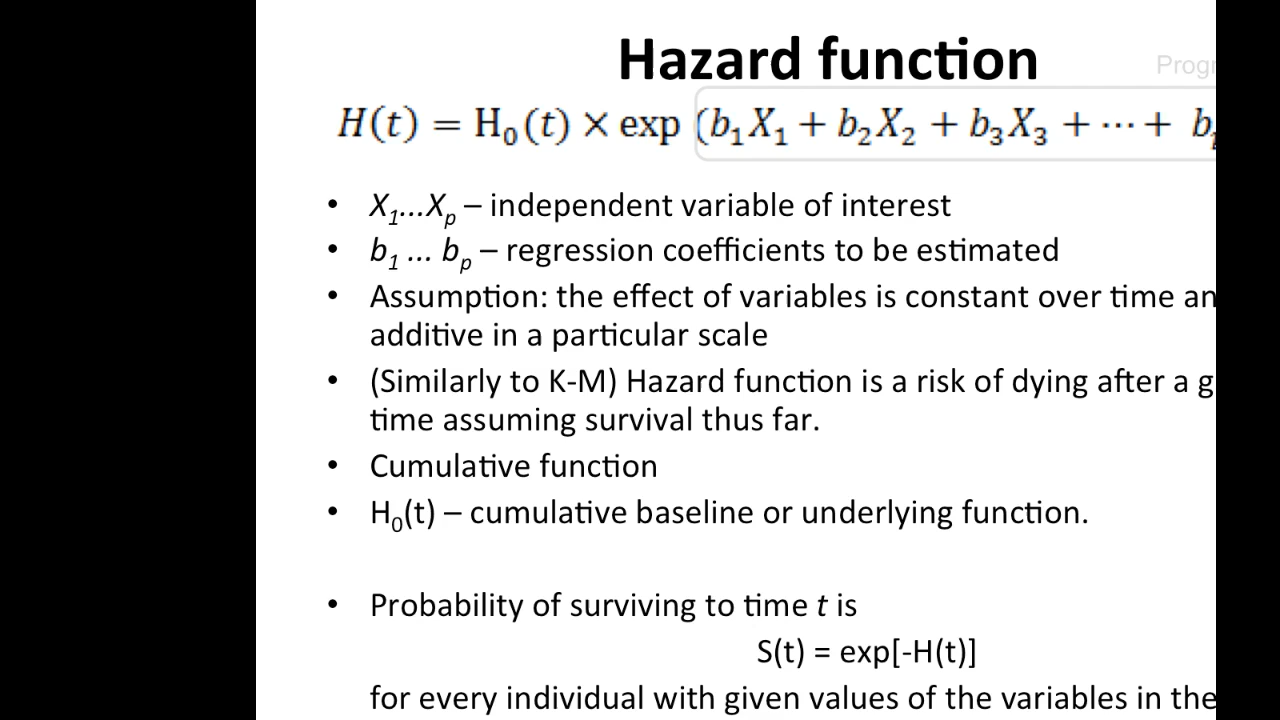 Hazard function
Progr
H(t) = H₀(t) × exp (b₁X₁ + b₂X₂ + b₃X₃ + ⋯ + b
• X₁...Xₚ – independent variable of interest
• b₁ ... bₚ – regression coefficients to be estimated
• Assumption: the effect of variables is constant over time an
additive in a particular scale
• (Similarly to K-M) Hazard function is a risk of dying after a g
time assuming survival thus far.
• Cumulative function
• H₀(t) – cumulative baseline or underlying function.
• Probability of surviving to time t is
S(t) = exp[-H(t)]
for every individual with given values of the variables in the